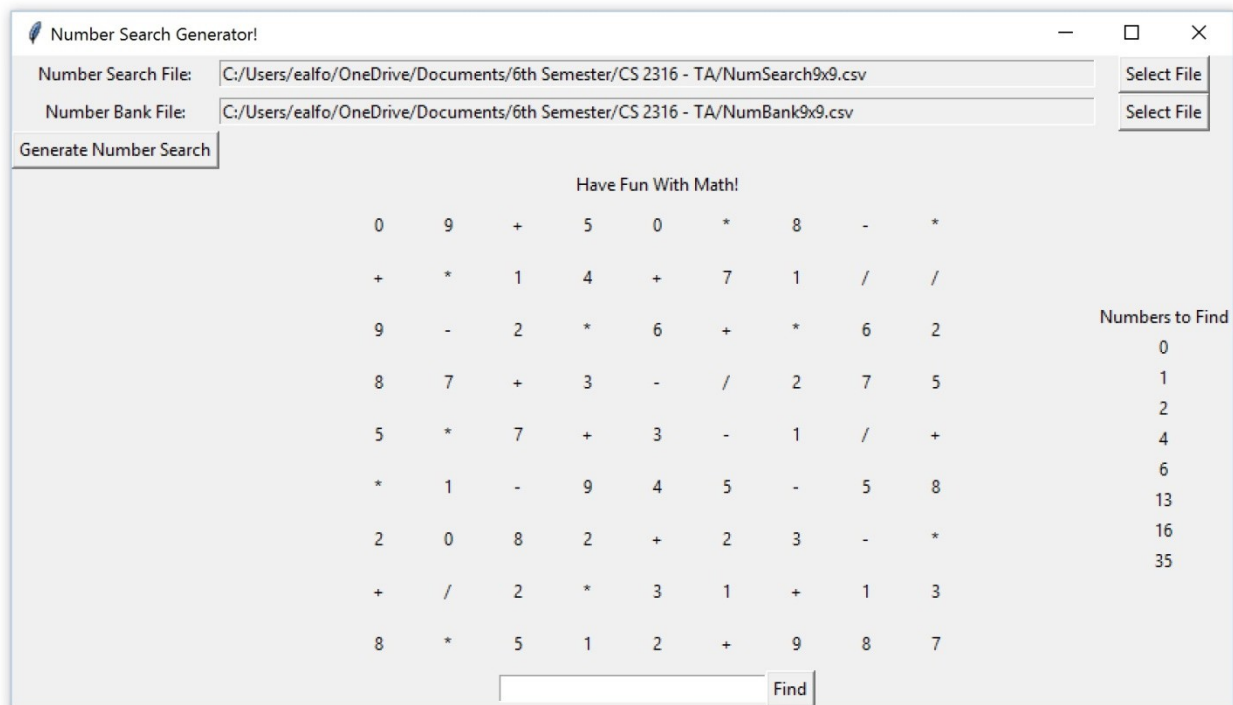 Number Search Generator!
Number Search File: C:/Users/ealfo/OneDrive/Documents/6th Semester/CS 2316 - TA/NumSearch9x9.csv Select File
Number Bank File: C:/Users/ealfo/OneDrive/Documents/6th Semester/CS 2316 - TA/NumBank9x9.csv Select File
Generate Number Search
Have Fun With Math!
0 9 + 5 0 * 8 - *
+ * 1 4 + 7 1 / /
9 - 2 * 6 + * 6 2
8 7 + 3 - / 2 7 5
5 * 7 + 3 - 1 / +
* 1 - 9 4 5 - 5 8
2 0 8 2 + 2 3 - *
+ / 2 * 3 1 + 1 3
8 * 5 1 2 + 9 8 7
Numbers to Find
0
1
2
4
6
13
16
35
Find